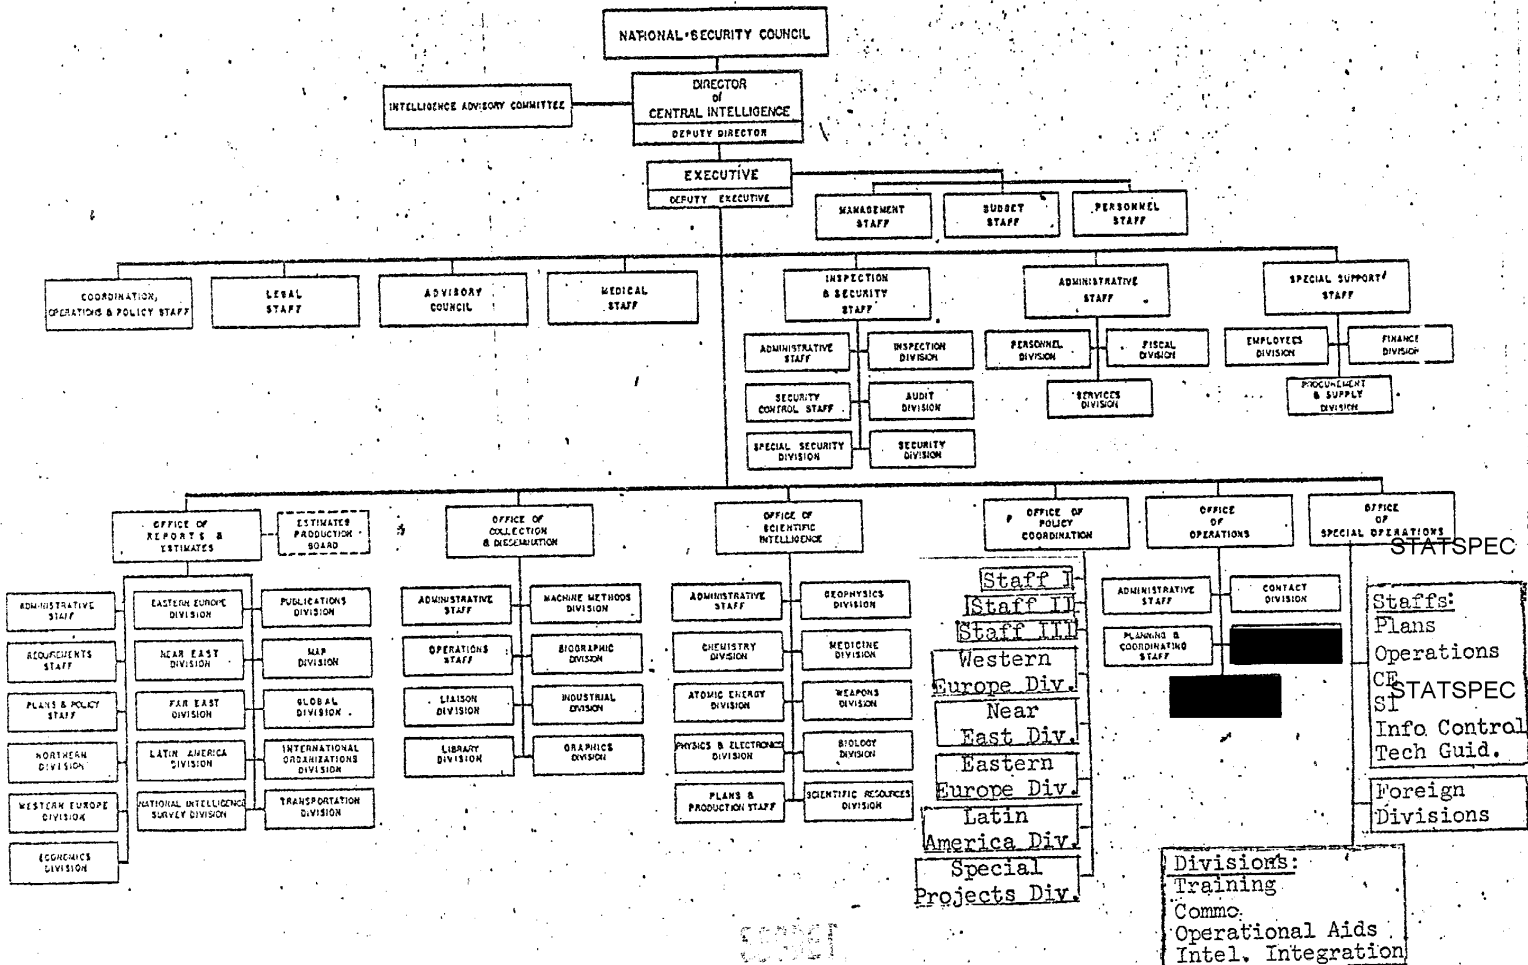 NATIONAL SECURITY COUNCIL
INTELLIGENCE ADVISORY COMMITTEE
DIRECTOR
of
CENTRAL INTELLIGENCE
DEPUTY DIRECTOR
EXECUTIVE
DEPUTY EXECUTIVE
MANAGEMENT
STAFF
BUDGET
STAFF
PERSONNEL
STAFF
COORDINATION,
OPERATIONS & POLICY STAFF
LEGAL
STAFF
ADVISORY
COUNCIL
MEDICAL
STAFF
INSPECTION
& SECURITY
STAFF
ADMINISTRATIVE
STAFF
SPECIAL SUPPORT
STAFF
ADMINISTRATIVE
STAFF
INSPECTION
DIVISION
SECURITY
CONTROL STAFF
AUDIT
DIVISION
SPECIAL SECURITY
DIVISION
SECURITY
DIVISION
PERSONNEL
DIVISION
FISCAL
DIVISION
SERVICES
DIVISION
EMPLOYEES
DIVISION
FINANCE
DIVISION
PROCUREMENT
& SUPPLY
DIVISION
OFFICE OF
REPORTS &
ESTIMATES
ESTIMATES
PRODUCTION
BOARD
OFFICE OF
COLLECTION
& DISSEMINATION
OFFICE OF
SCIENTIFIC
INTELLIGENCE
OFFICE OF
POLICY
COORDINATION
OFFICE
OF
OPERATIONS
OFFICE
OF
SPECIAL OPERATIONS
STATSPEC
ADMINISTRATIVE
STAFF
REQUIREMENTS
STAFF
PLANS & POLICY
STAFF
NORTHERN
DIVISION
WESTERN EUROPE
DIVISION
ECONOMICS
DIVISION
EASTERN EUROPE
DIVISION
NEAR EAST
DIVISION
FAR EAST
DIVISION
LATIN AMERICA
DIVISION
NATIONAL INTELLIGENCE
SURVEY DIVISION
PUBLICATIONS
DIVISION
MAP
DIVISION
GLOBAL
DIVISION
INTERNATIONAL
ORGANIZATIONS
DIVISION
TRANSPORTATION
DIVISION
ADMINISTRATIVE
STAFF
OPERATIONS
STAFF
LIAISON
DIVISION
LIBRARY
DIVISION
MACHINE METHODS
DIVISION
BIOGRAPHIC
DIVISION
INDUSTRIAL
DIVISION
GRAPHICS
DIVISION
ADMINISTRATIVE
STAFF
CHEMISTRY
DIVISION
ATOMIC ENERGY
DIVISION
PHYSICS & ELECTRONICS
DIVISION
PLANS &
PRODUCTION STAFF
GEOPHYSICS
DIVISION
MEDICINE
DIVISION
WEAPONS
DIVISION
BIOLOGY
DIVISION
SCIENTIFIC RESOURCES
DIVISION
Staff I
Staff II
Staff III
Western
Europe Div.
Near
East Div.
Eastern
Europe Div.
Latin
America Div.
Special
Projects Div.
ADMINISTRATIVE
STAFF
CONTACT
DIVISION
PLANNING &
COORDINATING
STAFF
Staffs:
Plans
Operations
CE
SI
STATSPEC
Info Control
Tech Guid.
Foreign
Divisions
Divisions:
Training
Commo.
Operational Aids
Intel. Integration
SECRET